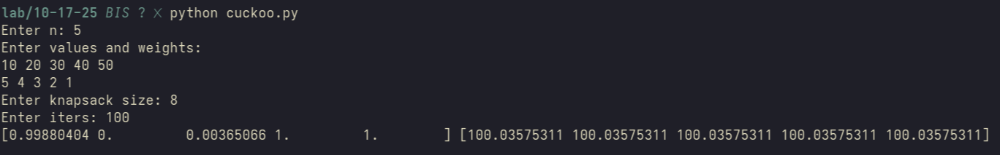 lab/10-17-25 BIS ? X python cuckoo.py
Enter n: 5
Enter values and weights:
10 20 30 40 50
5 4 3 2 1
Enter knapsack size: 8
Enter iters: 100
[0.99880404 0.         0.00365066 1.         1.        ] [100.03575311 100.03575311 100.03575311 100.03575311 100.03575311]